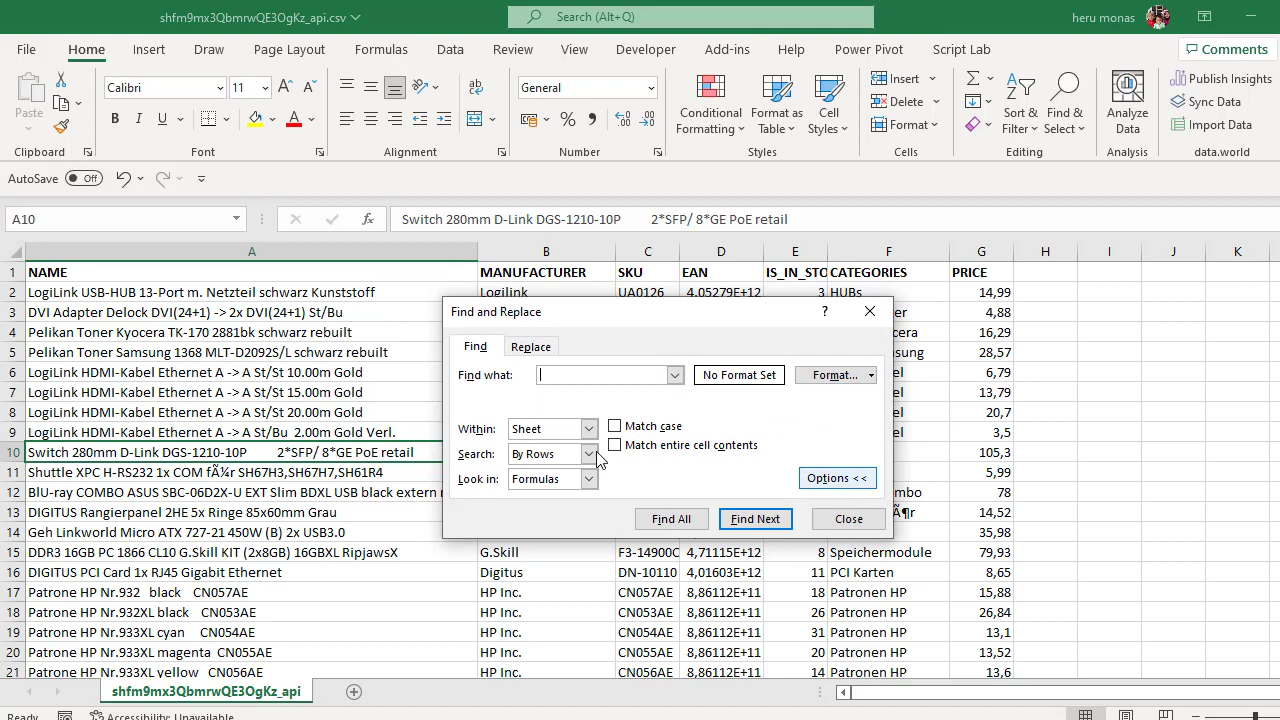 shfm9mx3QbmrwQE3OgKz_api.csv
Search (Alt+Q)
heru monas
File Home Insert Draw Page Layout Formulas Data Review View Developer Add-ins Help Power Pivot Script Lab Comments
Paste
Calibri 11
General
Conditional Formatting
Format as Table
Cell Styles
Insert
Delete
Format
Sort & Filter
Find & Select
Analyze Data
Publish Insights
Sync Data
Import Data
Clipboard Font Alignment Number Styles Cells Editing Analysis data.world
AutoSave Off
A10 fx Switch 280mm D-Link DGS-1210-10P 2*SFP/ 8*GE PoE retail
A B C D E F G H I J K
1 NAME MANUFACTURER SKU EAN IS_IN_STO CATEGORIES PRICE
2 LogiLink USB-HUB 13-Port m. Netzteil schwarz Kunststoff Logilink UA0126 4,05279E+12 3 HUBs 14,99
3 DVI Adapter Delock DVI(24+1) -> 2x DVI(24+1) St/Bu 4,88
4 Pelikan Toner Kyocera TK-170 2881bk schwarz rebuilt 16,29
5 Pelikan Toner Samsung 1368 MLT-D2092S/L schwarz rebuilt 28,57
6 LogiLink HDMI-Kabel Ethernet A -> A St/St 10.00m Gold 6,79
7 LogiLink HDMI-Kabel Ethernet A -> A St/St 15.00m Gold 13,79
8 LogiLink HDMI-Kabel Ethernet A -> A St/St 20.00m Gold 20,7
9 LogiLink HDMI-Kabel Ethernet A -> A St/Bu 2.00m Gold Verl. 3,5
10 Switch 280mm D-Link DGS-1210-10P 2*SFP/ 8*GE PoE retail 105,3
11 Shuttle XPC H-RS232 1x COM fÃ¼r SH67H3,SH67H7,SH61R4 5,99
12 BlU-ray COMBO ASUS SBC-06D2X-U EXT Slim BDXL USB black extern 78
13 DIGITUS Rangierpanel 2HE 5x Ringe 85x60mm Grau 14,52
14 Geh Linkworld Micro ATX 727-21 450W (B) 2x USB3.0 35,98
15 DDR3 16GB PC 1866 CL10 G.Skill KIT (2x8GB) 16GBXL RipjawsX G.Skill F3-14900C 4,71115E+12 8 Speichermodule 79,93
16 DIGITUS PCI Card 1x RJ45 Gigabit Ethernet Digitus DN-10110 4,01603E+12 11 PCI Karten 8,65
17 Patrone HP Nr.932 black CN057AE HP Inc. CN057AE 8,86112E+11 18 Patronen HP 15,88
18 Patrone HP Nr.932XL black CN053AE HP Inc. CN053AE 8,86112E+11 26 Patronen HP 26,84
19 Patrone HP Nr.933XL cyan CN054AE HP Inc. CN054AE 8,86112E+11 31 Patronen HP 13,1
20 Patrone HP Nr.933XL magenta CN055AE HP Inc. CN055AE 8,86112E+11 20 Patronen HP 13,52
21 Patrone HP Nr.933XL yellow CN056AE HP Inc. CN056AE 8,86112E+11 14 Patronen HP 13,6
Find and Replace ?
Find Replace
Find what: No Format Set Format...
Within: Sheet Match case
Match entire cell contents
Search: By Rows
Look in: Formulas Options <<
Find All Find Next Close
shfm9mx3QbmrwQE3OgKz_api
Ready Accessibility: Unavailable